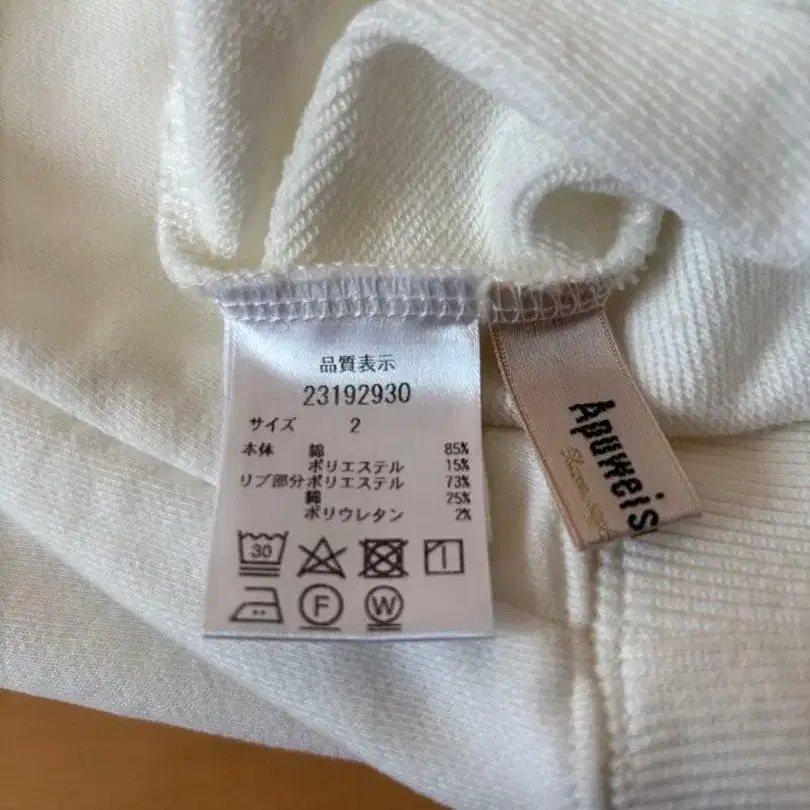 品質表示
23192930
サイズ 2
本体 綿 85%
ポリエステル 15%
リブ部分 ポリエステル 73%
綿 25%
ポリウレタン 2%
30
F
W
Apuweis